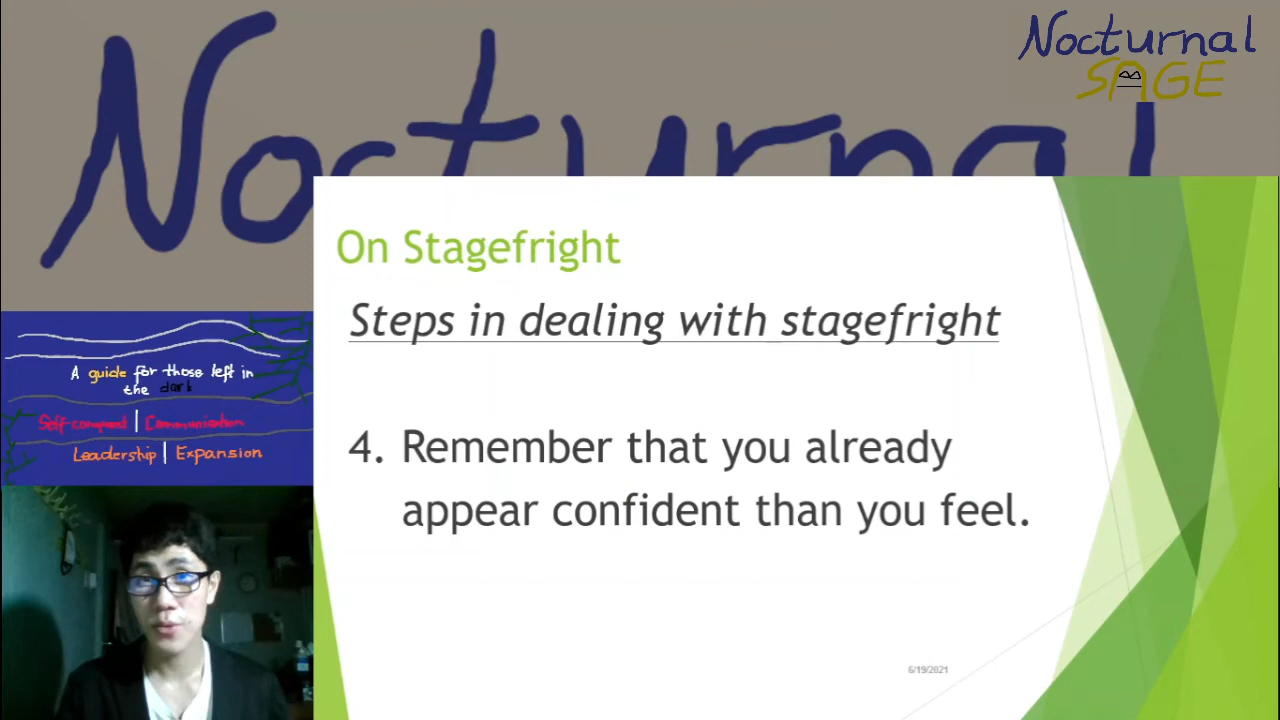 Nocturnal
Nocturnal
SAGE
On Stagefright
Steps in dealing with stagefright
4. Remember that you already
appear confident than you feel.
6/19/2021
A guide for those left in
the dark
Self-conquest | Communication
Leadership | Expansion